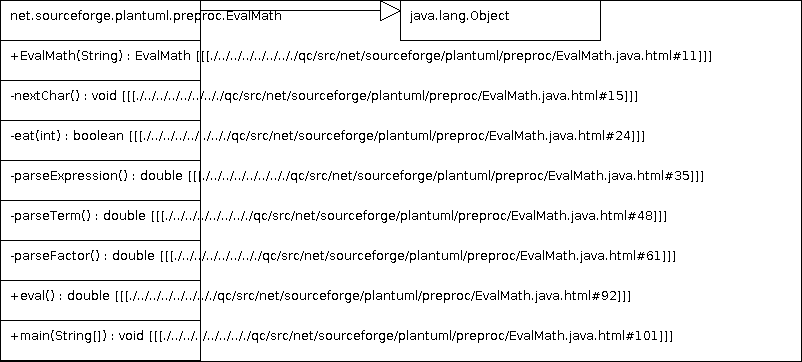 net.sourceforge.plantuml.preproc.EvalMath
java.lang.Object
+EvalMath(String) : EvalMath [[[./../../../../../../../qc/src/net/sourceforge/plantuml/preproc/EvalMath.java.html#11]]]
-nextChar() : void [[[./../../../../../../../qc/src/net/sourceforge/plantuml/preproc/EvalMath.java.html#15]]]
-eat(int) : boolean [[[./../../../../../../../qc/src/net/sourceforge/plantuml/preproc/EvalMath.java.html#24]]]
-parseExpression() : double [[[./../../../../../../../qc/src/net/sourceforge/plantuml/preproc/EvalMath.java.html#35]]]
-parseTerm() : double [[[./../../../../../../../qc/src/net/sourceforge/plantuml/preproc/EvalMath.java.html#48]]]
-parseFactor() : double [[[./../../../../../../../qc/src/net/sourceforge/plantuml/preproc/EvalMath.java.html#61]]]
+eval() : double [[[./../../../../../../../qc/src/net/sourceforge/plantuml/preproc/EvalMath.java.html#92]]]
+main(String[]) : void [[[./../../../../../../../qc/src/net/sourceforge/plantuml/preproc/EvalMath.java.html#101]]]